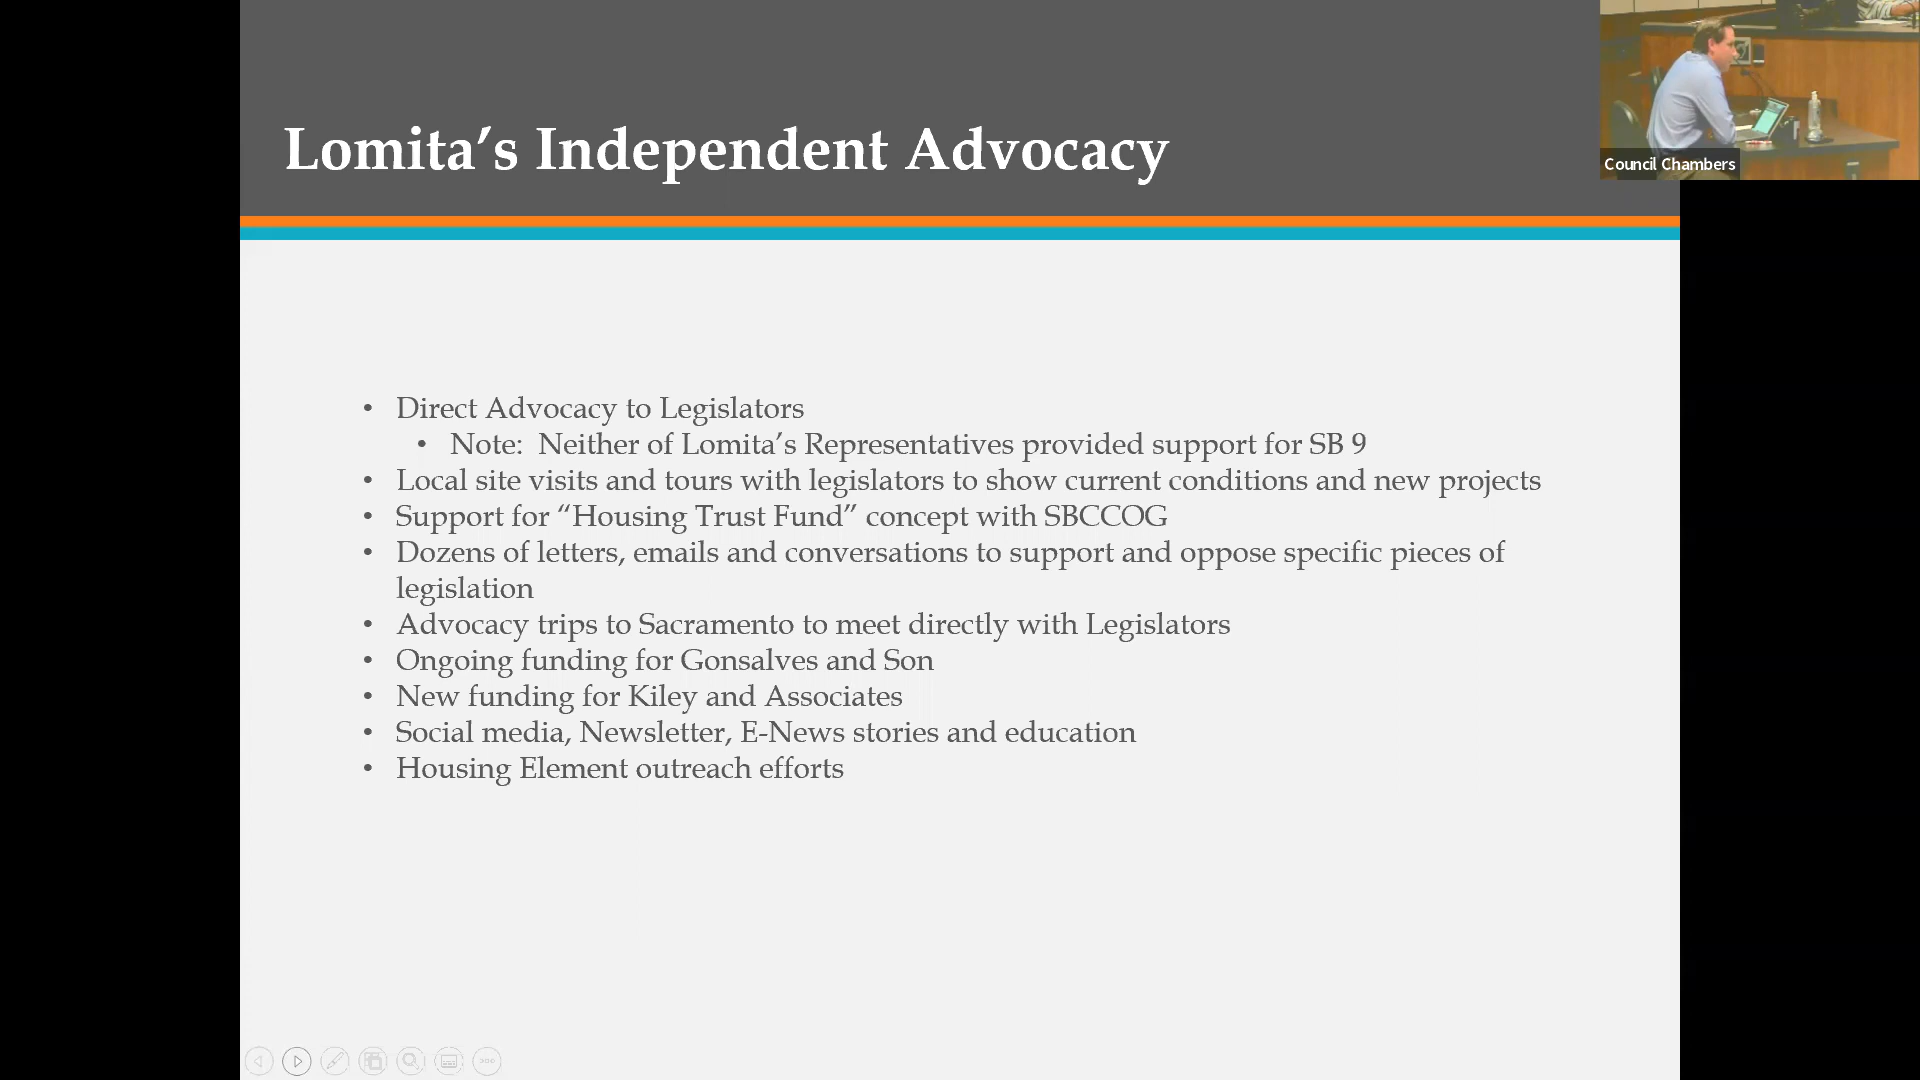 Lomita’s Independent Advocacy
Council Chambers
• Direct Advocacy to Legislators
• Note:  Neither of Lomita’s Representatives provided support for SB 9
• Local site visits and tours with legislators to show current conditions and new projects
• Support for “Housing Trust Fund” concept with SBCCOG
• Dozens of letters, emails and conversations to support and oppose specific pieces of
legislation
• Advocacy trips to Sacramento to meet directly with Legislators
• Ongoing funding for Gonsalves and Son
• New funding for Kiley and Associates
• Social media, Newsletter, E-News stories and education
• Housing Element outreach efforts